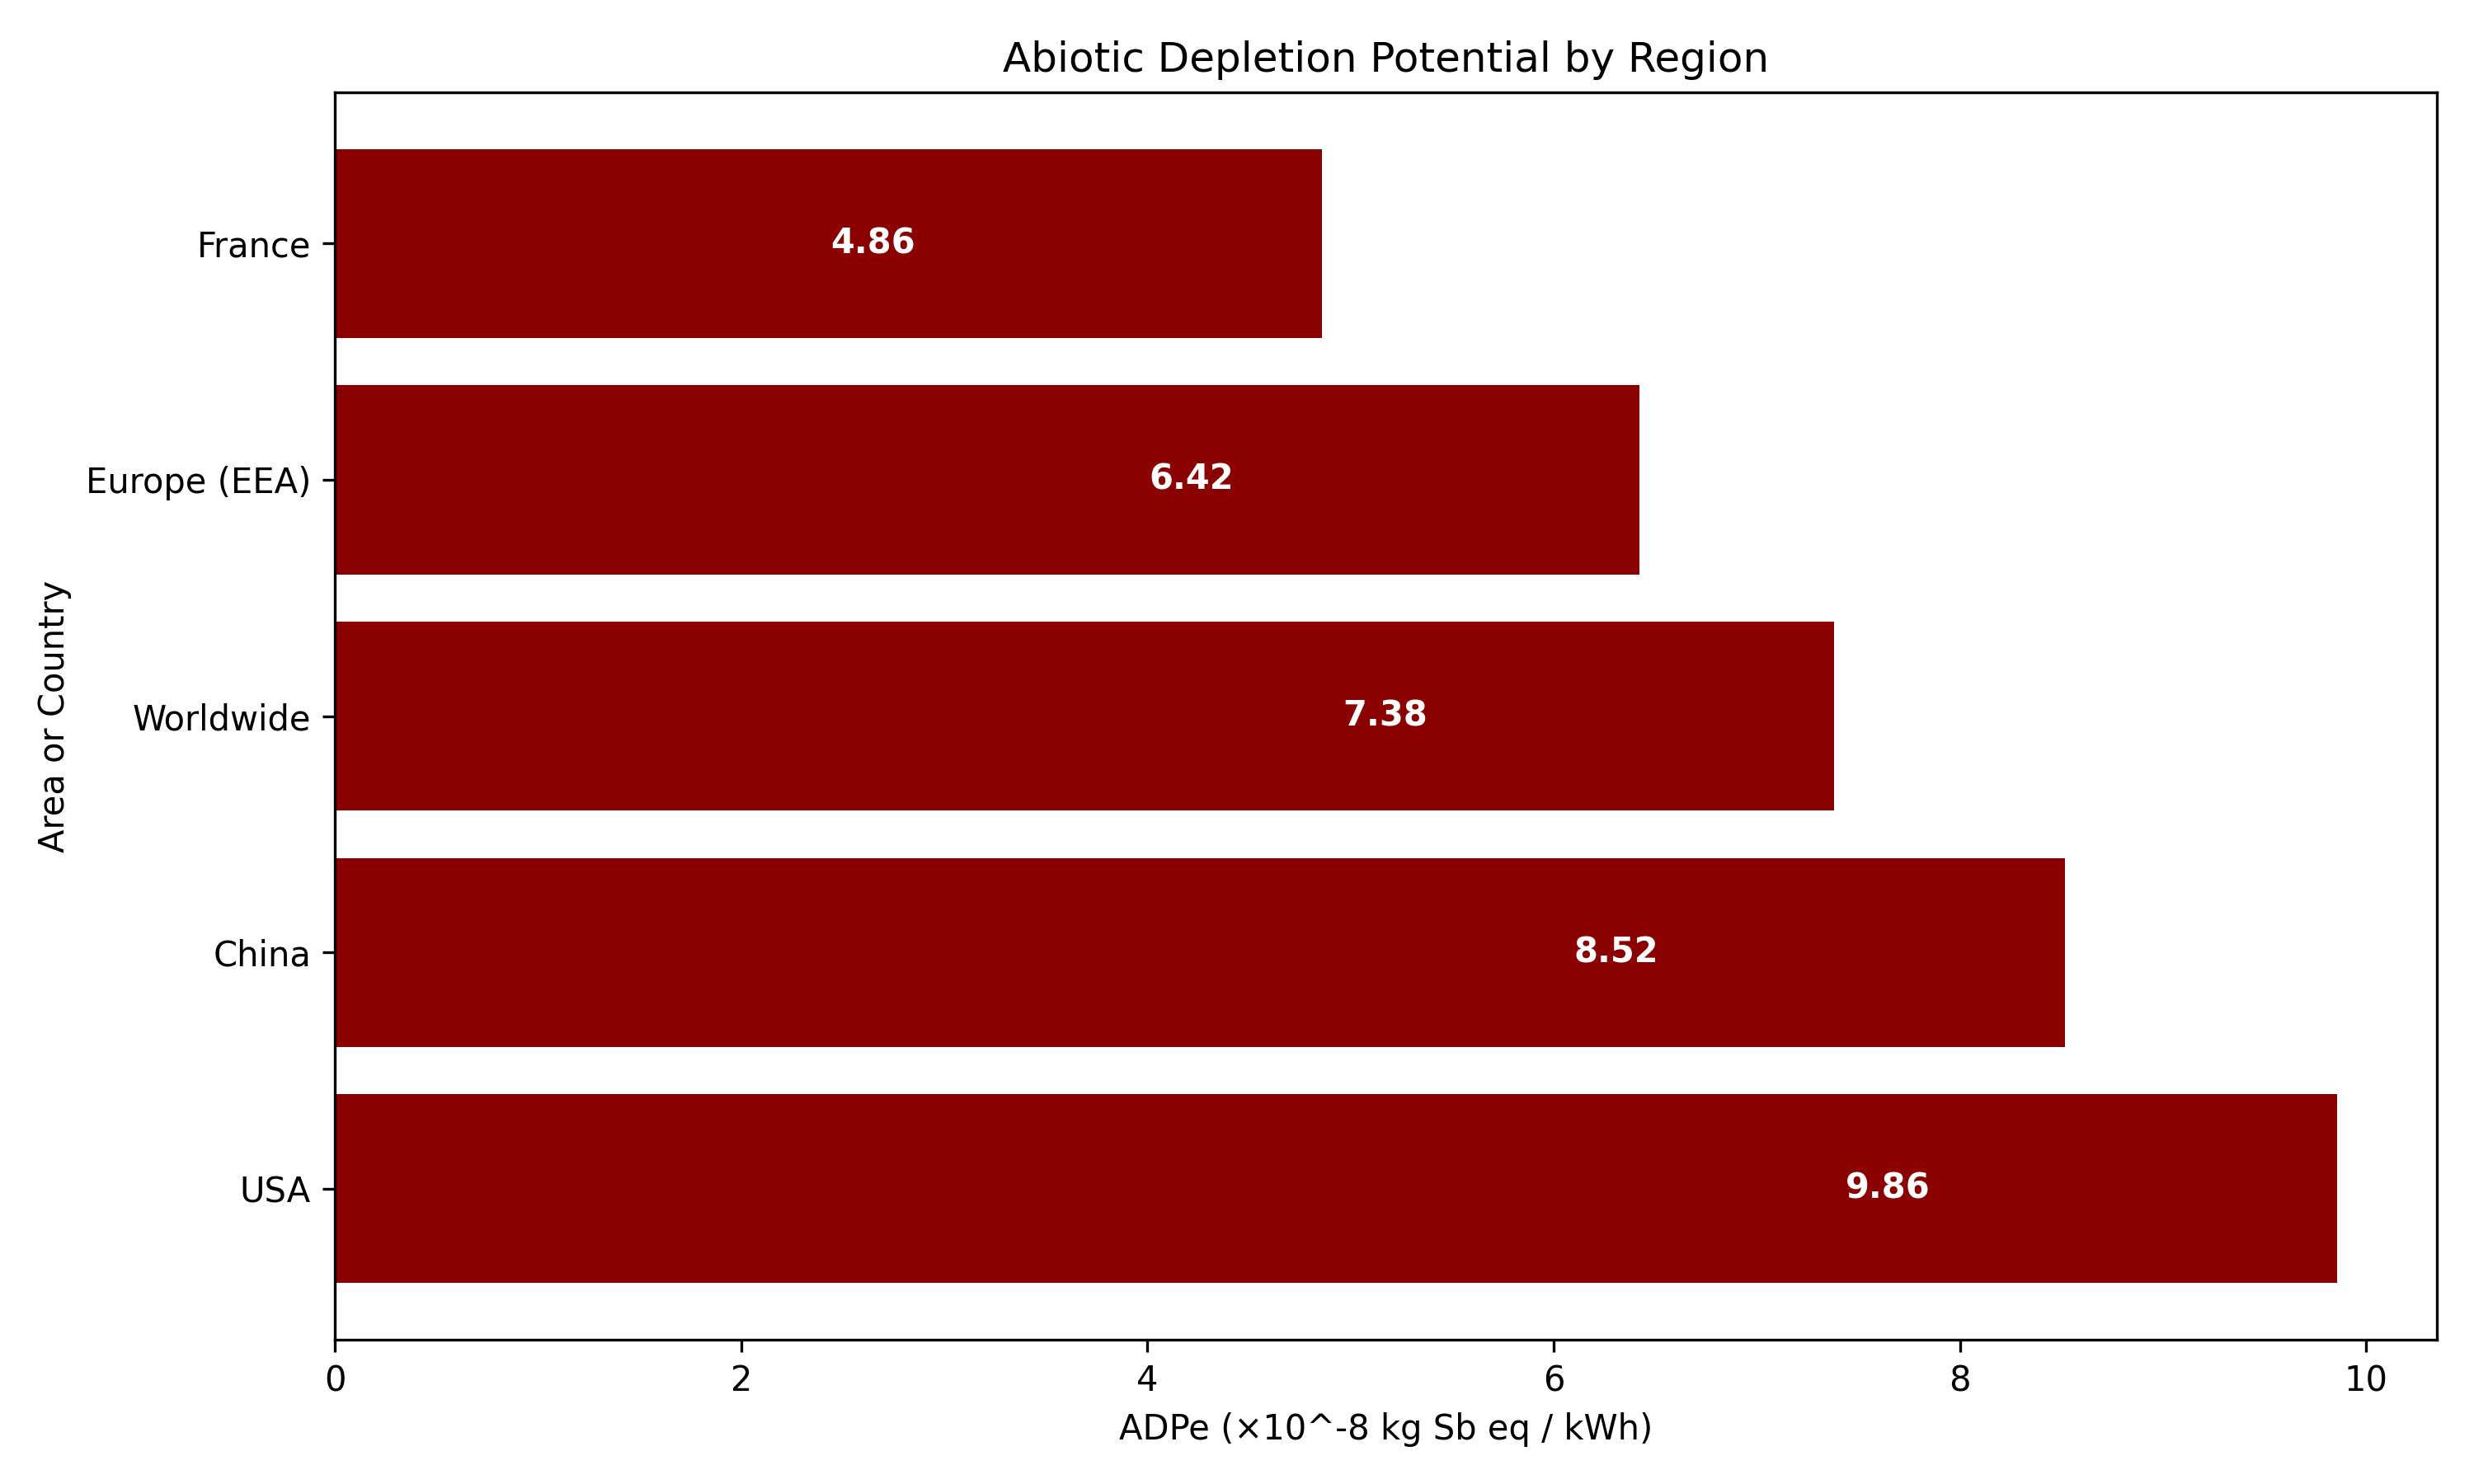 Abiotic Depletion Potential by Region
Area or Country
France
4.86
Europe (EEA)
6.42
Worldwide
7.38
China
8.52
USA
9.86
0 2 4 6 8 10
ADPe (×10^-8 kg Sb eq / kWh)